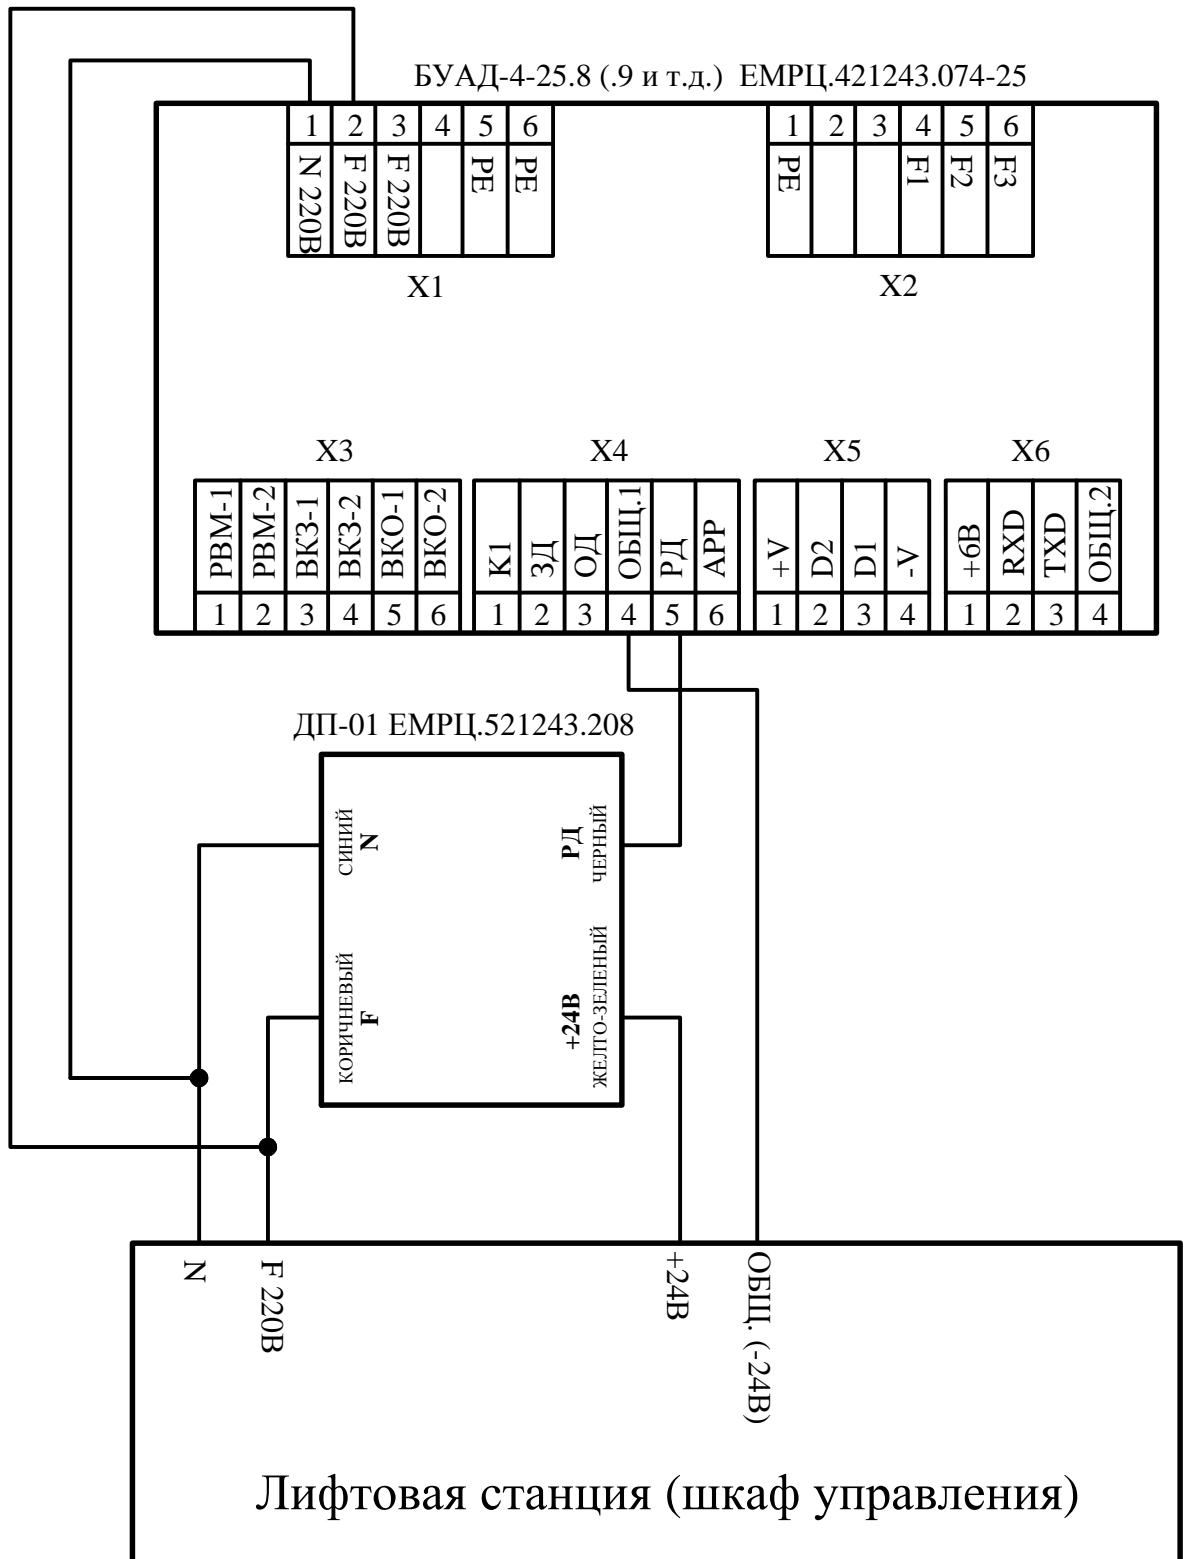 БУАД-4-25.8 (.9 и т.д.) ЕМРЦ.421243.074-25
1 2 3 4 5 6
N 220В
F 220В
F 220В
PE
PE
X1
1 2 3 4 5 6
PE
F1
F2
F3
X2
X3
РВМ-1
РВМ-2
ВКЗ-1
ВКЗ-2
ВКО-1
ВКО-2
1 2 3 4 5 6
X4
К1
ЗД
ОД
ОБЩ.1
РД
АРР
1 2 3 4 5 6
X5
+V
D2
D1
-V
1 2 3 4
X6
+6В
RXD
TXD
ОБЩ.2
1 2 3 4
ДП-01 ЕМРЦ.521243.208
СИНИЙ
N
РД
ЧЕРНЫЙ
КОРИЧНЕВЫЙ
F
+24В
ЖЕЛТО-ЗЕЛЕНЫЙ
N
F 220В
+24В
ОБЩ. (-24В)
Лифтовая станция (шкаф управления)